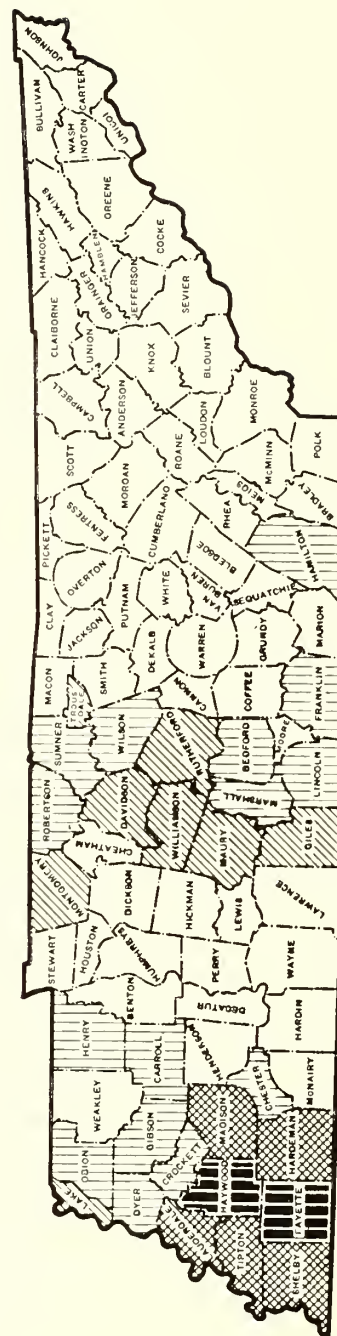 JOHNSON
SULLIVAN
CARTER
WASH
INGTON
UNICOI
HAWKINS
GREENE
HANCOCK
HAMBLEN
GRAINGER
COCKE
JEFFERSON
CLAIBORNE
SEVIER
UNION
KNOX
CAMPBELL
BLOUNT
ANDERSON
LOUDON
SCOTT
MONROE
ROANE
MORGAN
McMINN
POLK
FENTRESS
MEIGS
BRADLEY
CUMBERLAND
RHEA
PICKETT
BLEDSOE
HAMILTON
OVERTON
VAN
BUREN
WHITE
SEQUATCHIE
CLAY
PUTNAM
JACKSON
MARION
WARREN
GRUNDY
DEKALB
MACON
SMITH
CANNON
COFFEE
TROUS
DALE
FRANKLIN
WILSON
SUMNER
RUTHERFORD
BEDFORD
MOORE
LINCOLN
ROBERTSON
DAVIDSON
MARSHALL
WILLIAMSON
CHEATHAM
MAURY
GILES
MONTGOMERY
DICKSON
HICKMAN
LEWIS
LAWRENCE
STEWART
HOUSTON
HUMPHREYS
PERRY
WAYNE
BENTON
DECATUR
HENRY
HARDIN
CARROLL
HENDERSON
CHESTER
McNAIRY
WEAKLEY
GIBSON
MADISON
HARDEMAN
OBION
CROCKETT
HAYWOOD
LAKE
DYER
FAYETTE
LAUDERDALE
TIPTON
SHELBY